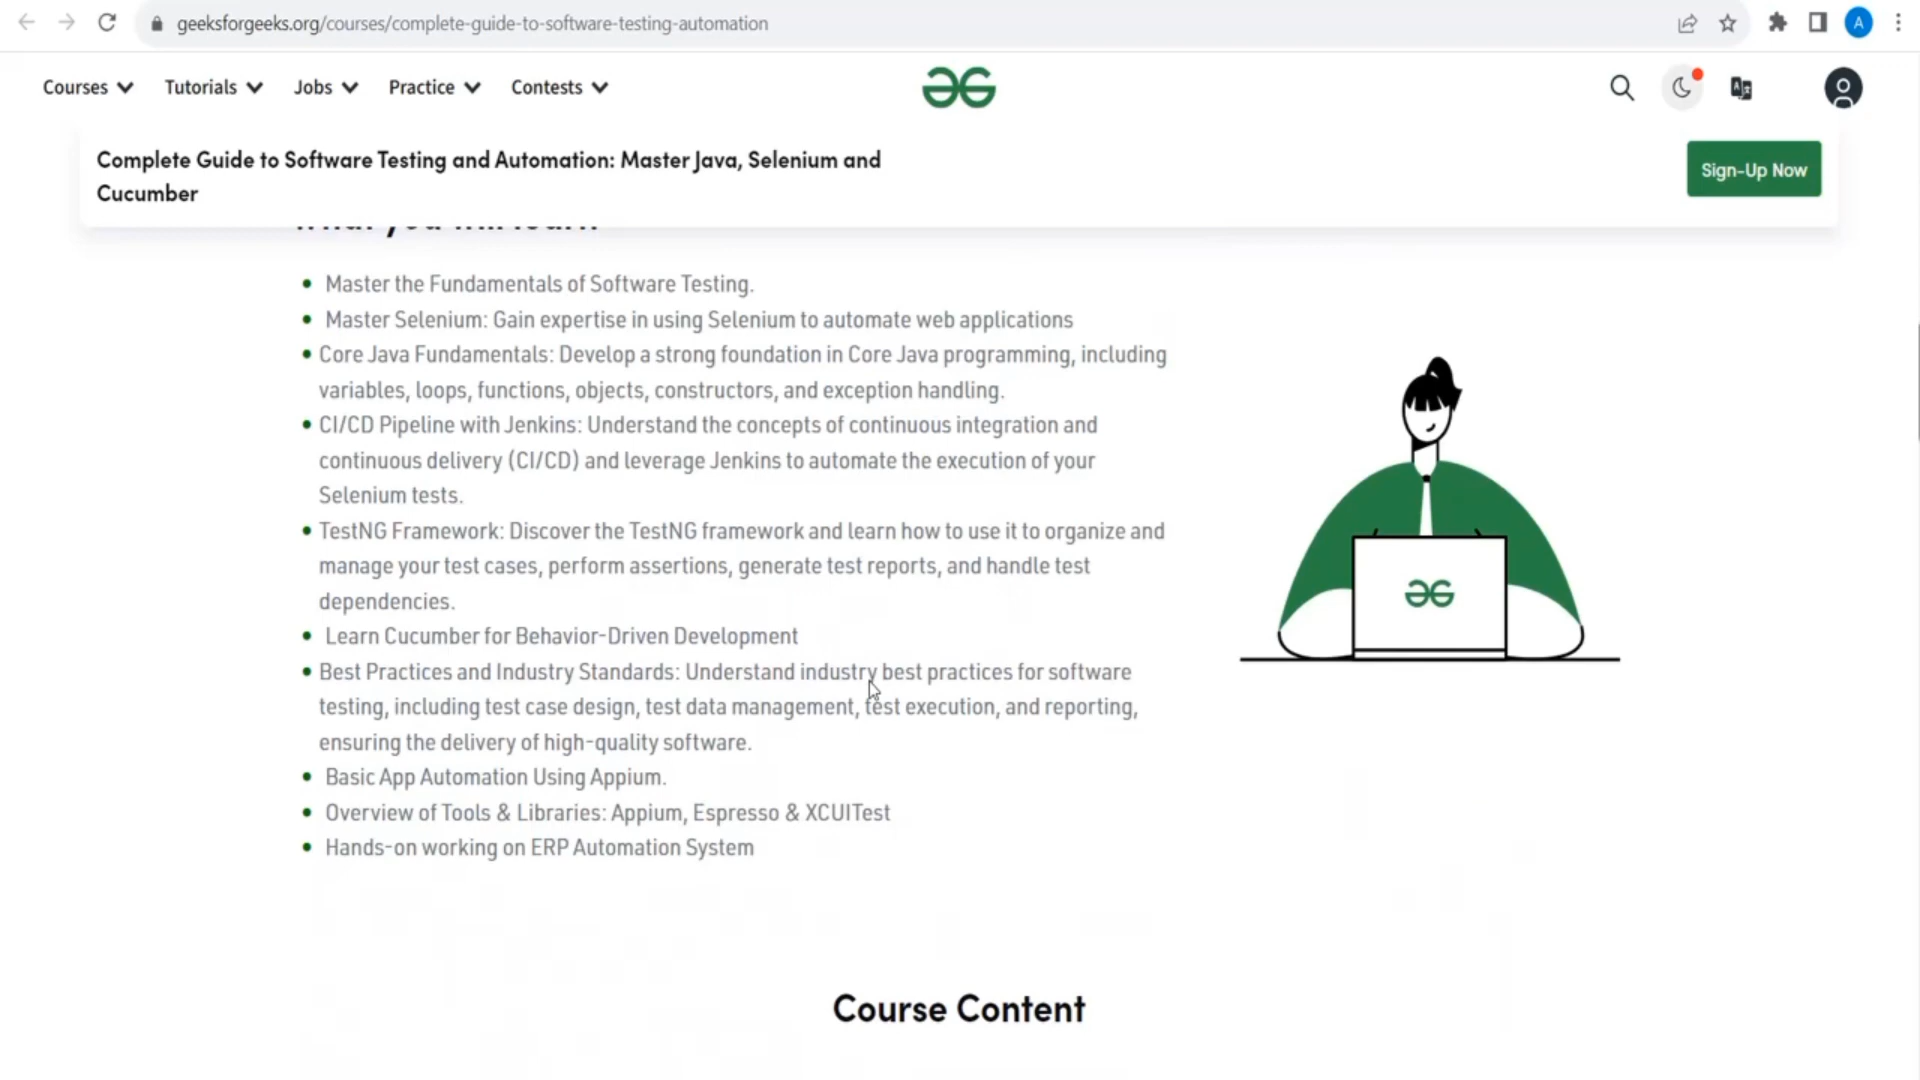 geeksforgeeks.org/courses/complete-guide-to-software-testing-automation
A
Courses Tutorials Jobs Practice Contests
Complete Guide to Software Testing and Automation: Master Java, Selenium and
Cucumber
Sign-Up Now
What you will learn
Master the Fundamentals of Software Testing.
Master Selenium: Gain expertise in using Selenium to automate web applications
Core Java Fundamentals: Develop a strong foundation in Core Java programming, including
variables, loops, functions, objects, constructors, and exception handling.
CI/CD Pipeline with Jenkins: Understand the concepts of continuous integration and
continuous delivery (CI/CD) and leverage Jenkins to automate the execution of your
Selenium tests.
TestNG Framework: Discover the TestNG framework and learn how to use it to organize and
manage your test cases, perform assertions, generate test reports, and handle test
dependencies.
Learn Cucumber for Behavior-Driven Development
Best Practices and Industry Standards: Understand industry best practices for software
testing, including test case design, test data management, test execution, and reporting,
ensuring the delivery of high-quality software.
Basic App Automation Using Appium.
Overview of Tools & Libraries: Appium, Espresso & XCUITest
Hands-on working on ERP Automation System
Course Content